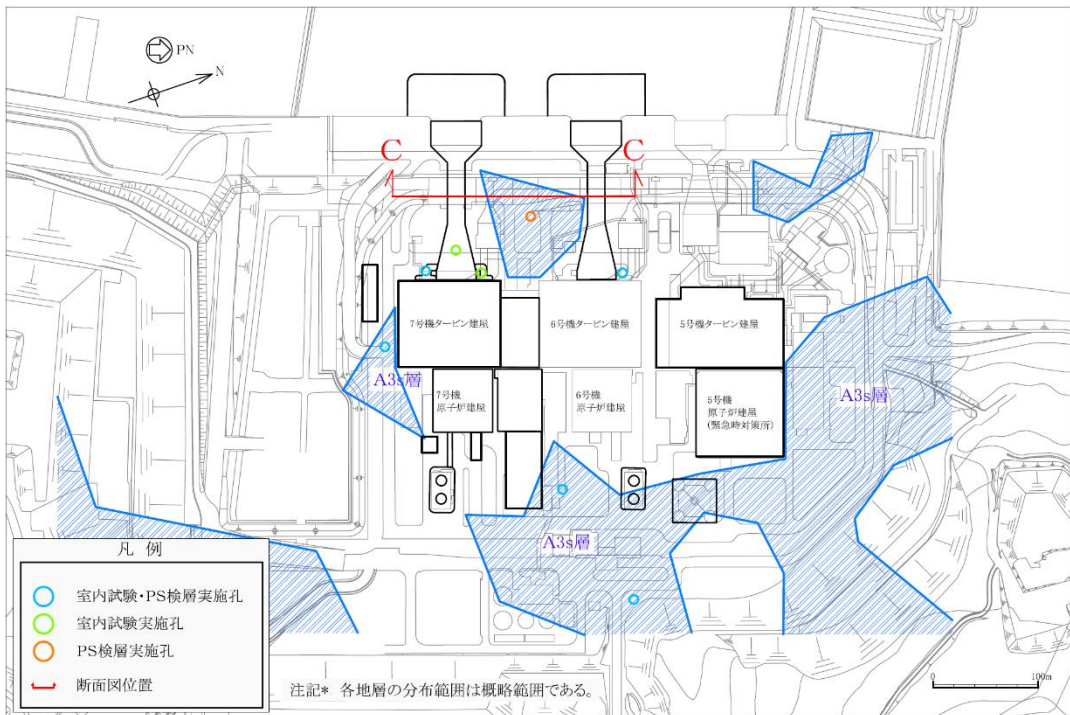 PN
N
C C
7号機タービン建屋
6号機タービン建屋
5号機タービン建屋
A3s層
7号機
原子炉建屋
6号機
原子炉建屋
5号機
原子炉建屋
(緊急時対策所)
A3s層
A3s層
凡 例
室内試験・PS検層実施孔
室内試験実施孔
PS検層実施孔
断面図位置
注記* 各地層の分布範囲は概略範囲である。
0 100m